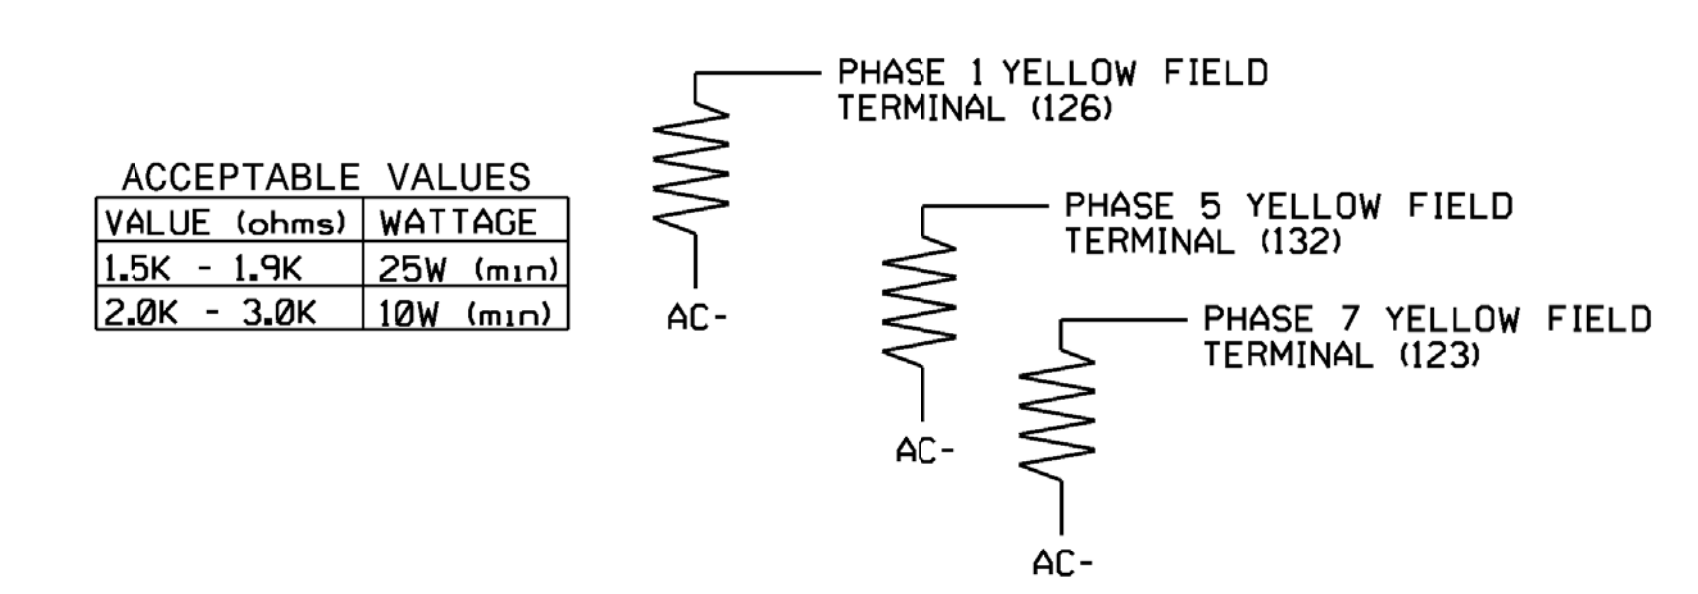 ACCEPTABLE VALUES
VALUE (ohms) WATTAGE
1.5K - 1.9K 25W (min)
2.0K - 3.0K 10W (min)
PHASE 1 YELLOW FIELD
TERMINAL (126)
AC-
PHASE 5 YELLOW FIELD
TERMINAL (132)
AC-
PHASE 7 YELLOW FIELD
TERMINAL (123)
AC-